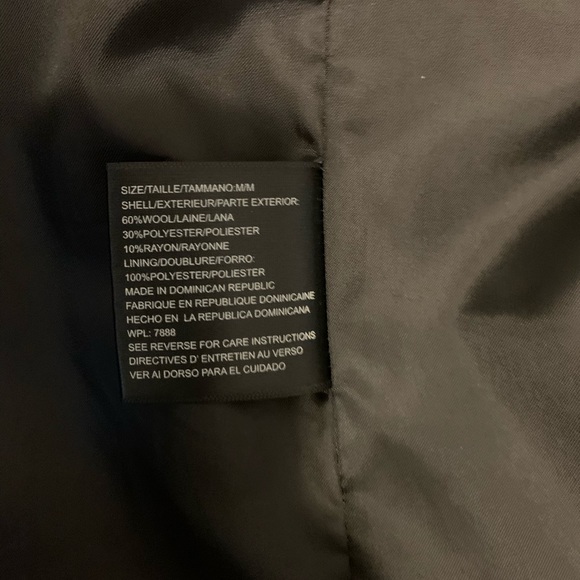 SIZE/TAILLE/TAMMANO:M/M
SHELL/EXTERIEUR/PARTE EXTERIOR:
60%WOOL/LAINE/LANA
30%POLYESTER/POLIESTER
10%RAYON/RAYONNE
LINING/DOUBLURE/FORRO:
100%POLYESTER/POLIESTER
MADE IN DOMINICAN REPUBLIC
FABRIQUE EN REPUBLIQUE DONINICAINE
HECHO EN LA REPUBLICA DOMINICANA
WPL: 7888
SEE REVERSE FOR CARE INSTRUCTIONS
DIRECTIVES D' ENTRETIEN AU VERSO
VER AI DORSO PARA EL CUIDADO